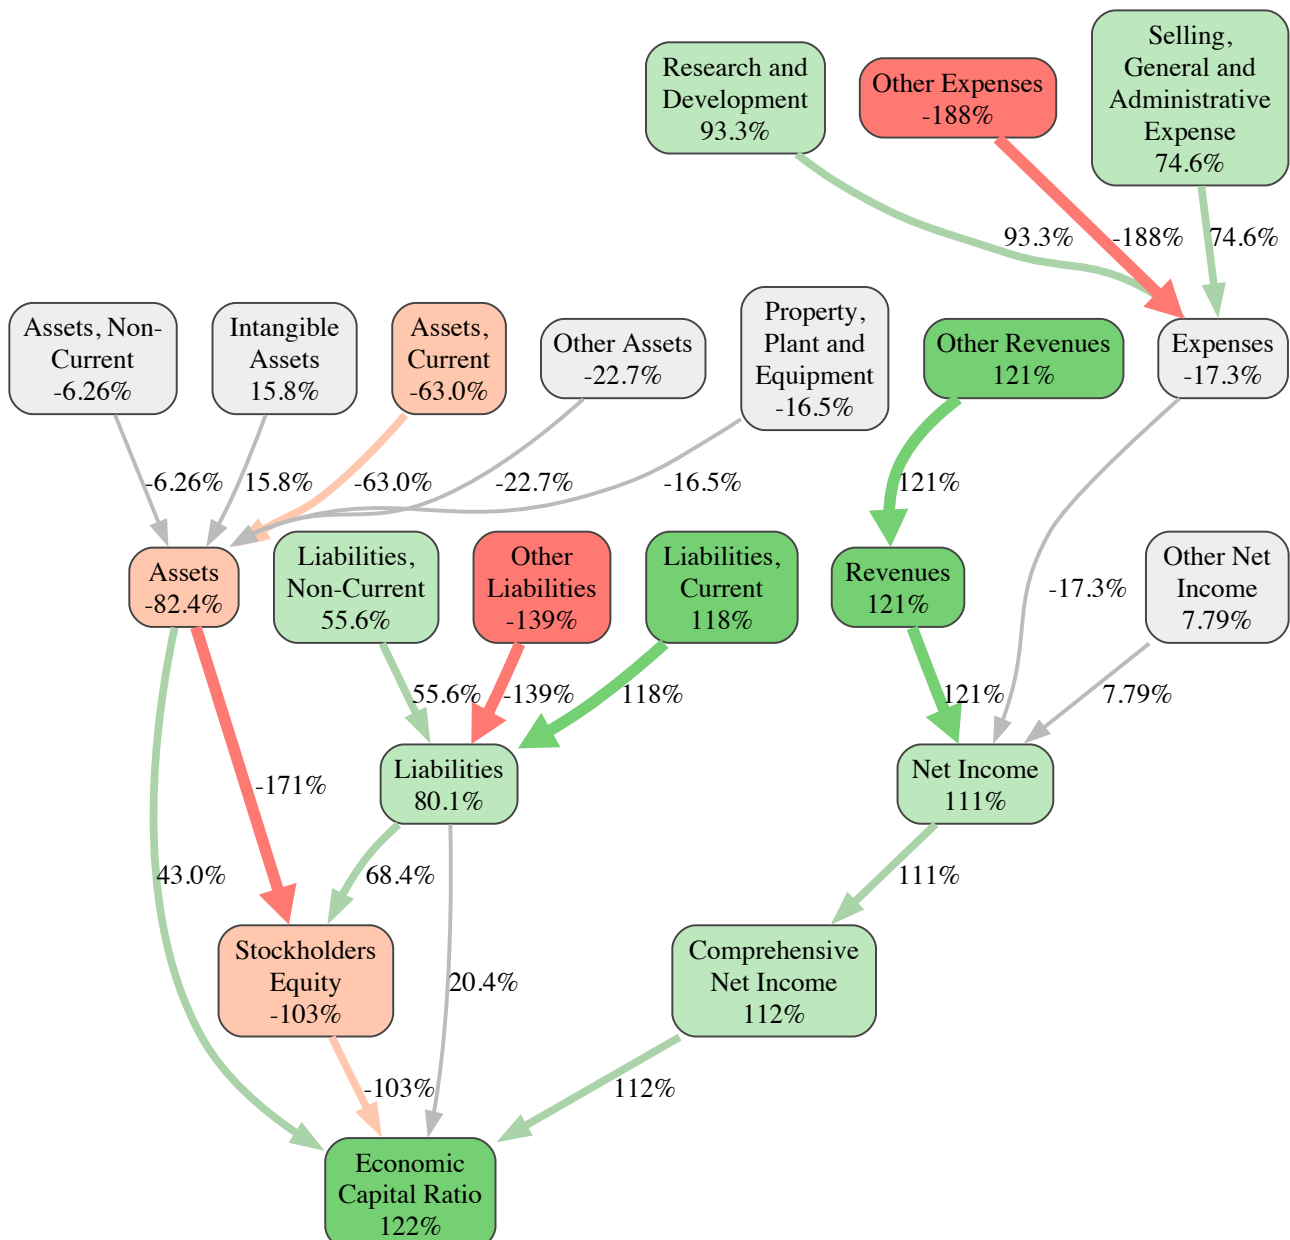 Research and
Development
93.3%
Other Expenses
-188%
Selling,
General and
Administrative
Expense
74.6%
93.3%
-188%
74.6%
Assets, Non-
Current
-6.26%
Intangible
Assets
15.8%
Assets,
Current
-63.0%
Other Assets
-22.7%
Property,
Plant and
Equipment
-16.5%
Other Revenues
121%
Expenses
-17.3%
-6.26%
15.8%
-63.0%
-22.7%
-16.5%
121%
Assets
-82.4%
Liabilities,
Non-Current
55.6%
Other
Liabilities
-139%
Liabilities,
Current
118%
Revenues
121%
-17.3%
Other Net
Income
7.79%
55.6%
-139%
118%
121%
7.79%
-171%
Liabilities
80.1%
Net Income
111%
43.0%
68.4%
111%
Stockholders
Equity
-103%
20.4%
Comprehensive
Net Income
112%
-103%
112%
Economic
Capital Ratio
122%